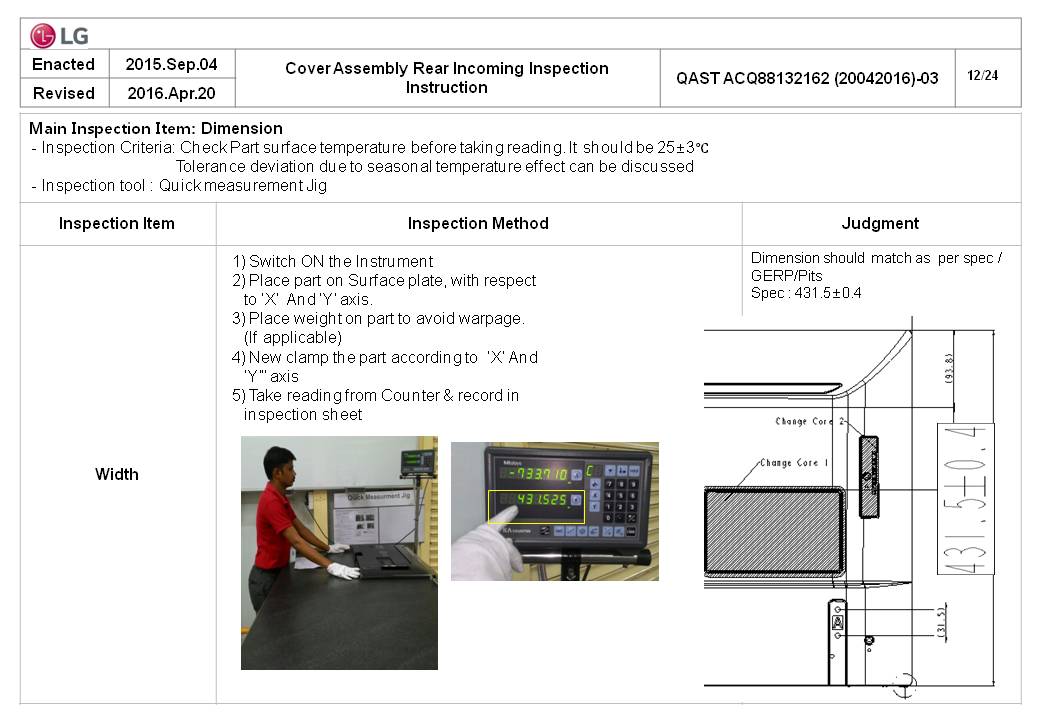 LG
Enacted
2015.Sep.04
Cover Assembly Rear Incoming Inspection
Instruction
QAST ACQ88132162 (20042016)-03
12/24
Revised
2016.Apr.20
Main Inspection Item: Dimension
- Inspection Criteria: Check Part surface temperature before taking reading. It should be 25±3℃
Tolerance deviation due to seasonal temperature effect can be discussed
- Inspection tool : Quick measurement Jig
Inspection Item
Inspection Method
Judgment
Width
1) Switch ON the Instrument
2) Place part on Surface plate, with respect
to 'X' And 'Y' axis.
3) Place weight on part to avoid warpage.
(If applicable)
4) New clamp the part according to 'X' And
'Y'" axis
5) Take reading from Counter & record in
inspection sheet
Quick Measurment Jig
-733.710
431.525
Dimension should match as per spec /
GERP/Pits
Spec : 431.5±0.4
(93.8)
Change Core 2
Change Core 1
431.5±0.4
(31.5)